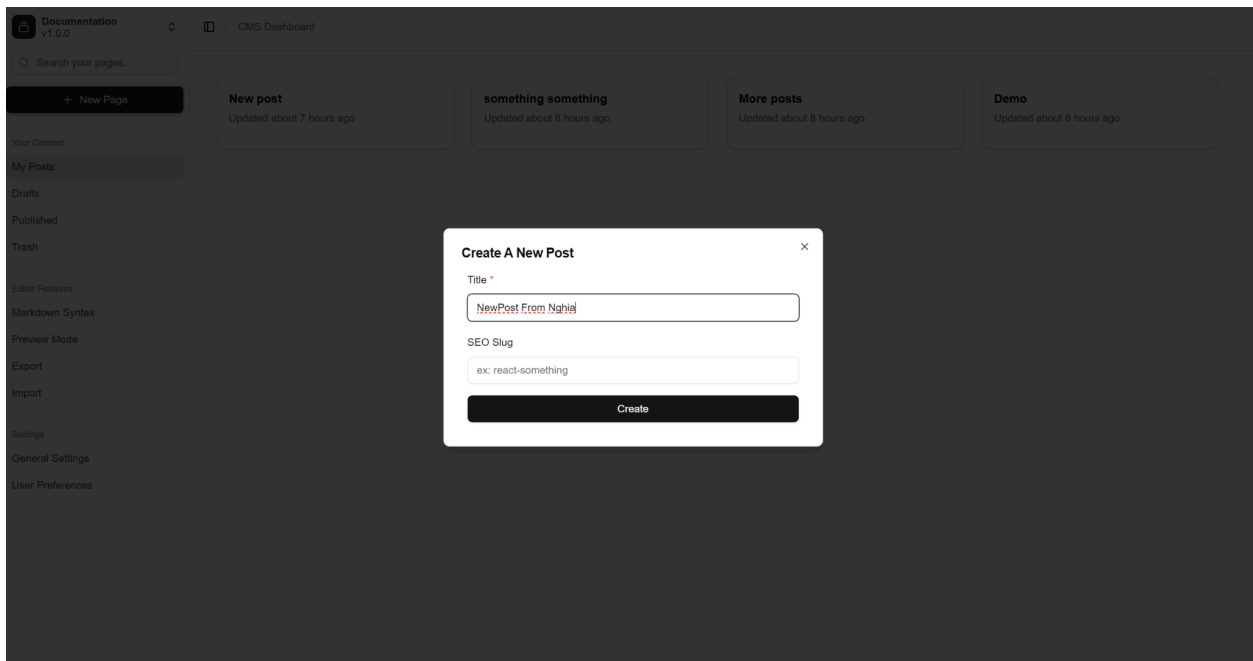 Documentation
v1.0.0
Search your pages...
+ New Page
Your Content
My Posts
Drafts
Published
Trash
Editor Features
Markdown Syntax
Preview Mode
Export
Import
Settings
General Settings
User Preferences
CMS Dashboard
New post
Updated about 7 hours ago
something something
Updated about 8 hours ago
More posts
Updated about 8 hours ago
Demo
Updated about 8 hours ago
Create A New Post
Title *
NewPost From Nghia
SEO Slug
ex: react-something
Create